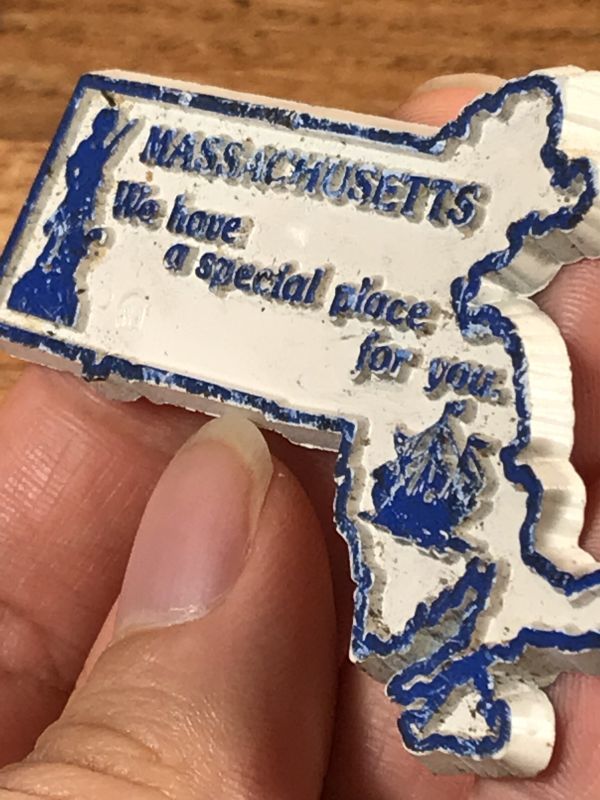 MASSACHUSETTS
We have
a special place
for you.